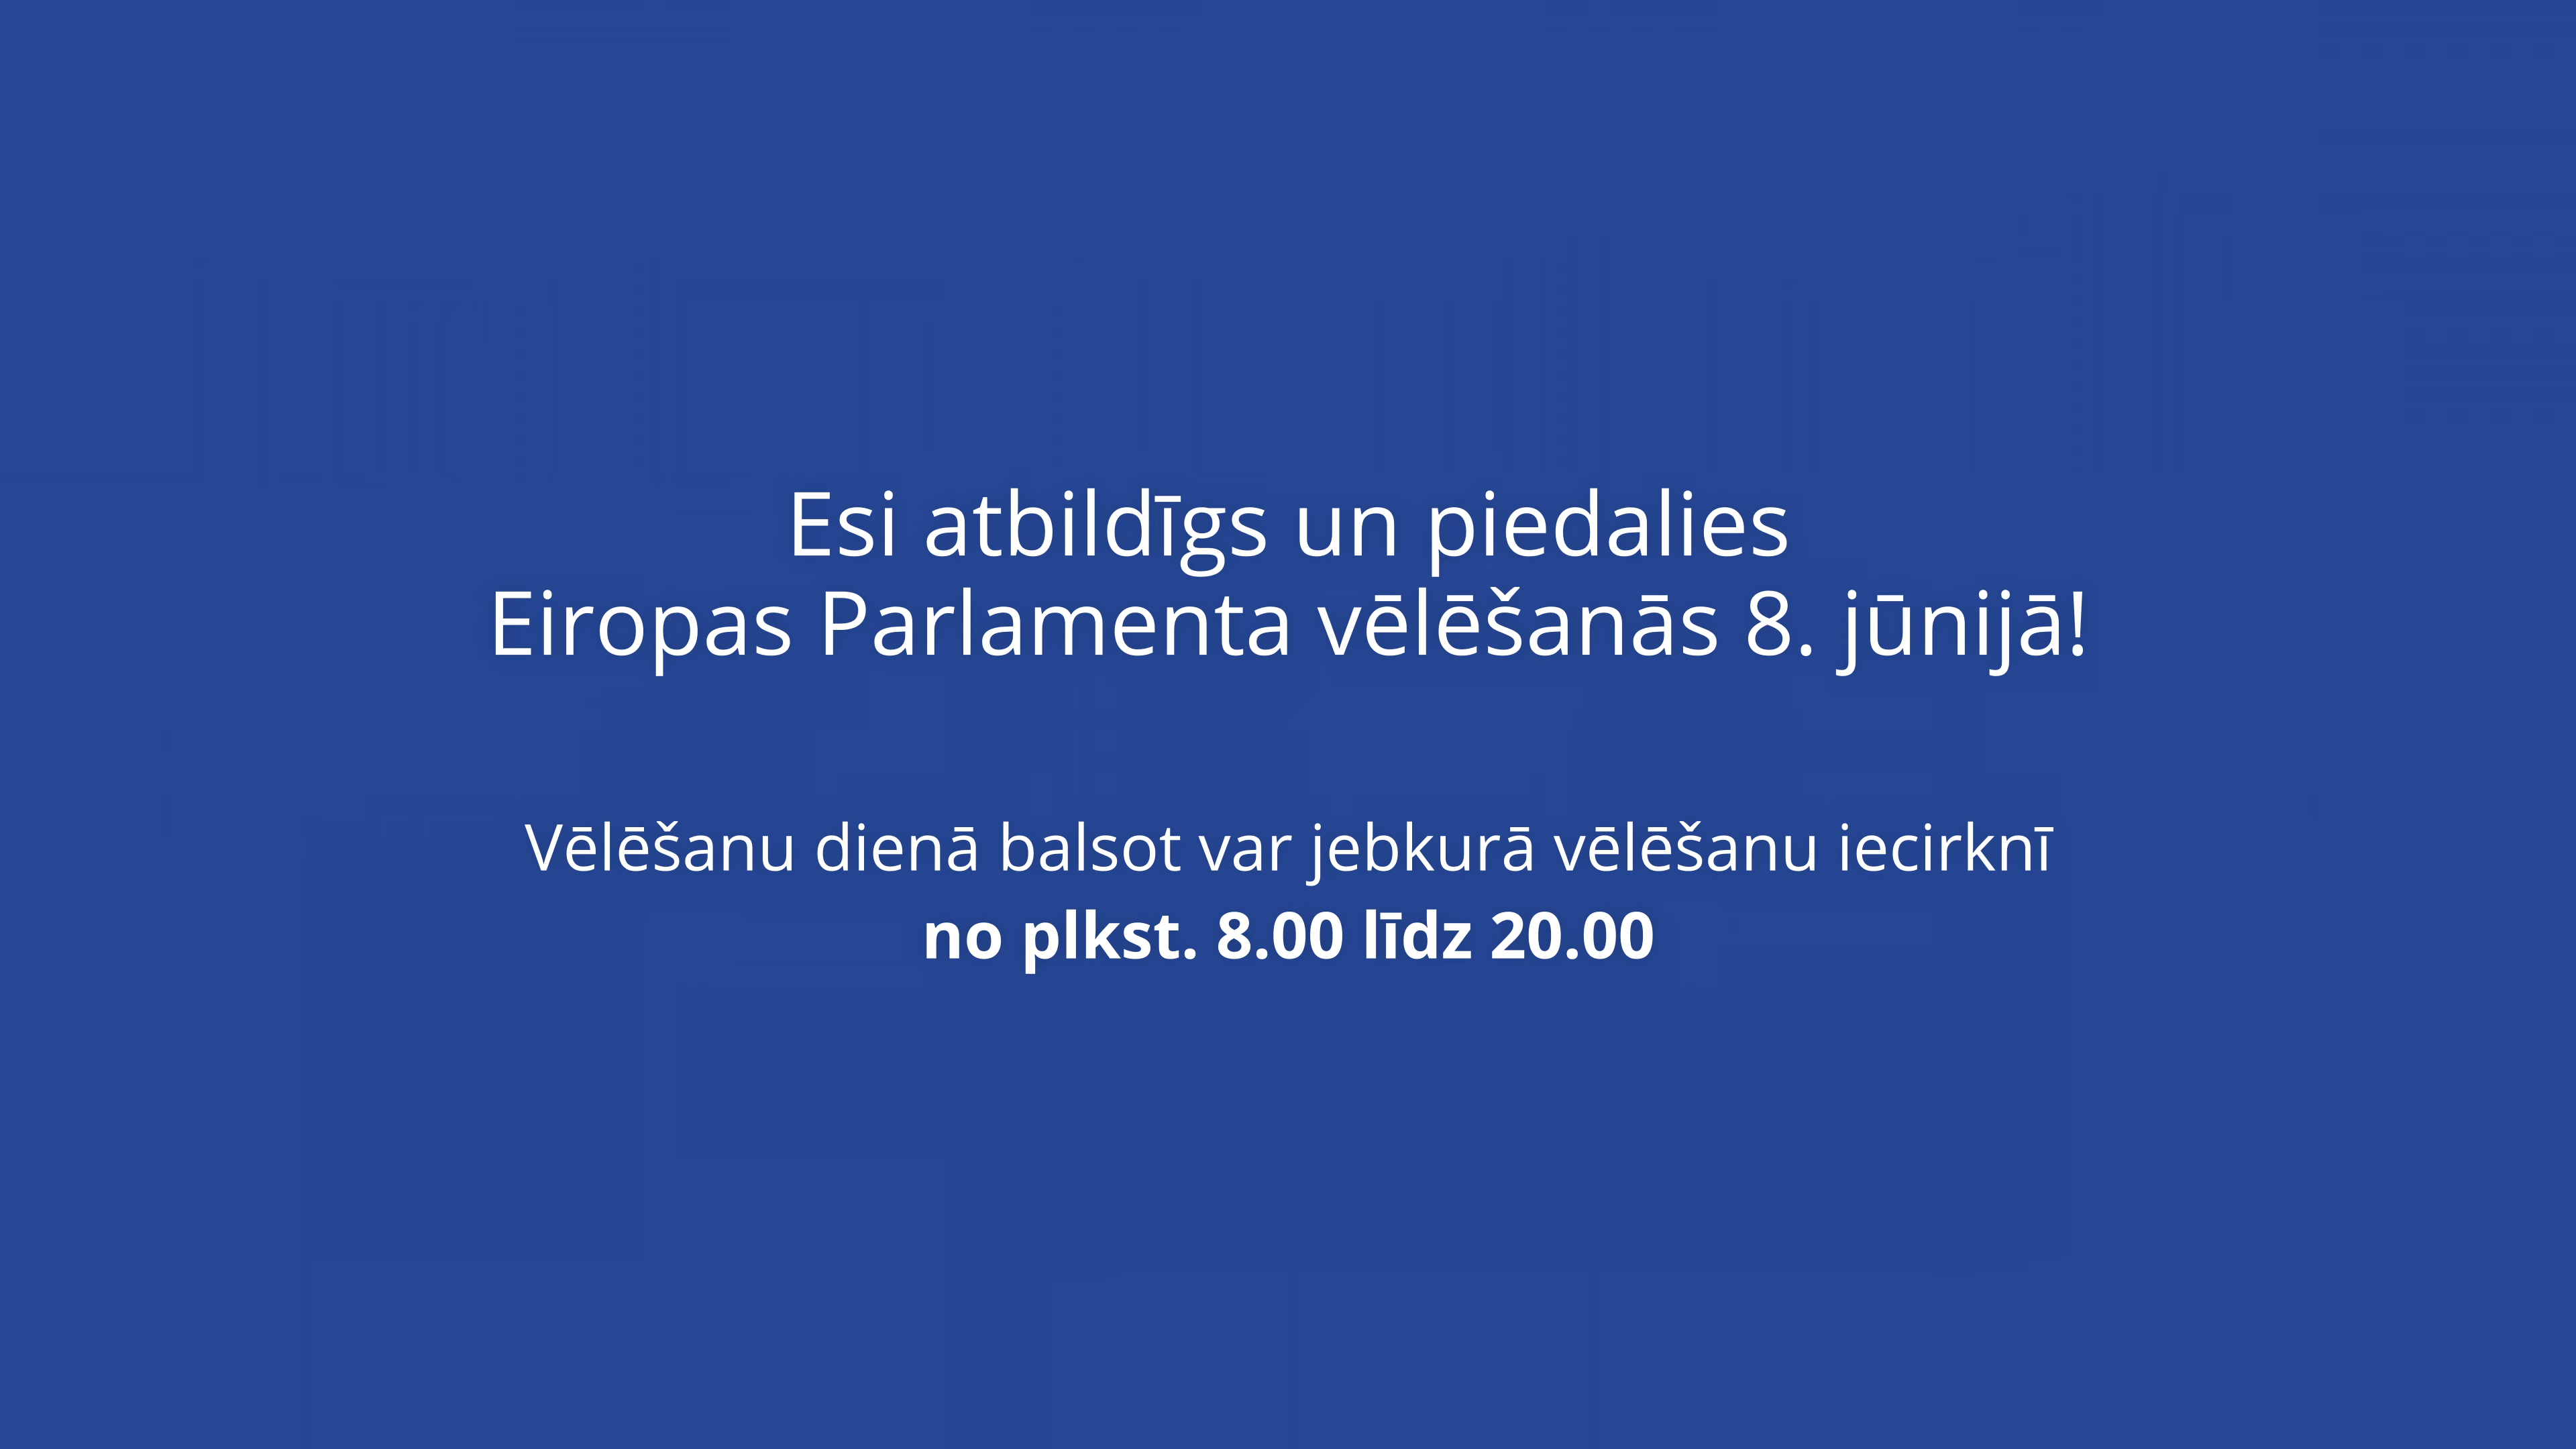 Esi atbildīgs un piedalies
Eiropas Parlamenta vēlēšanās 8. jūnijā!
Vēlēšanu dienā balsot var jebkurā vēlēšanu iecirknī
no plkst. 8.00 līdz 20.00